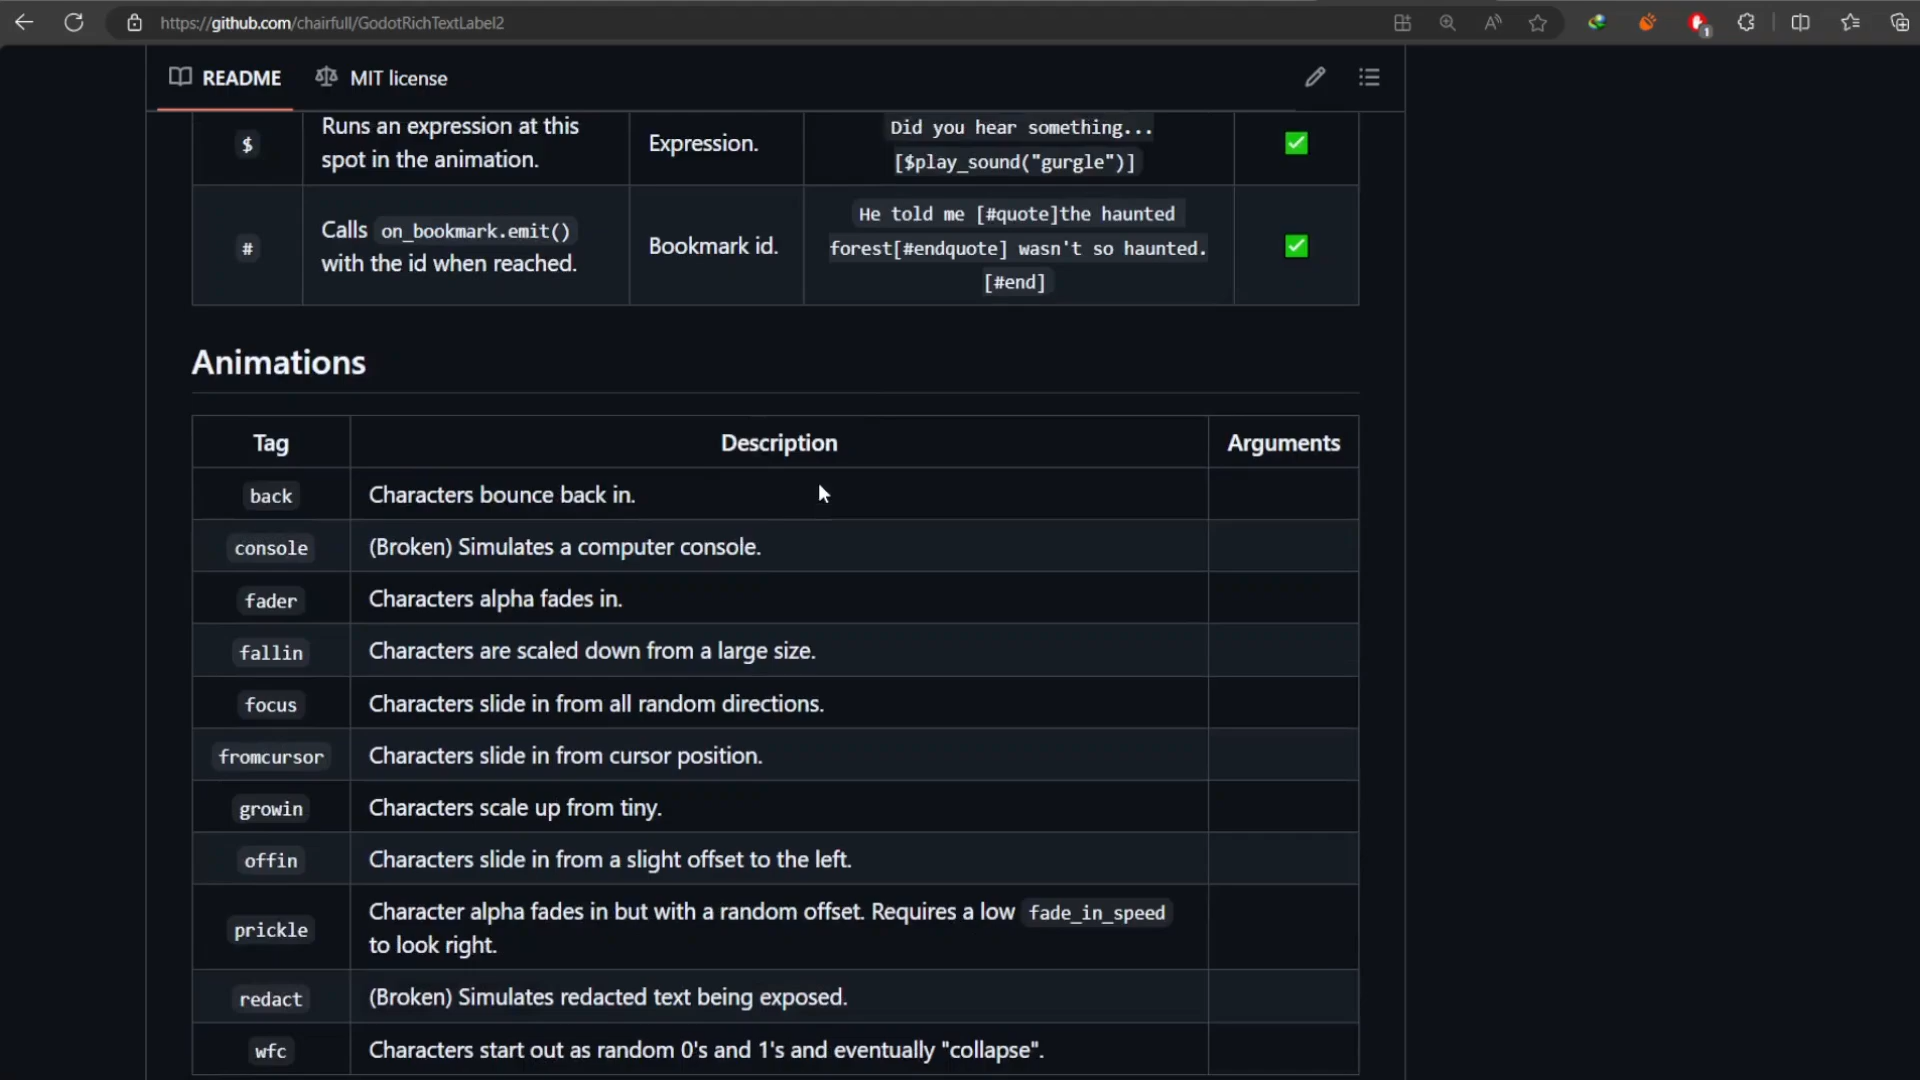 https://github.com/chairfull/GodotRichTextLabel2
1
README
MIT license
$
Runs an expression at this
spot in the animation.
Expression.
Did you hear something...
[$play_sound("gurgle")]
#
Calls on_bookmark.emit()
with the id when reached.
Bookmark id.
He told me [#quote]the haunted
forest[#endquote] wasn't so haunted.
[#end]
Animations
Tag Description Arguments
back Characters bounce back in.
console (Broken) Simulates a computer console.
fader Characters alpha fades in.
fallin Characters are scaled down from a large size.
focus Characters slide in from all random directions.
fromcursor Characters slide in from cursor position.
growin Characters scale up from tiny.
offin Characters slide in from a slight offset to the left.
prickle Character alpha fades in but with a random offset. Requires a low fade_in_speed
to look right.
redact (Broken) Simulates redacted text being exposed.
wfc Characters start out as random 0's and 1's and eventually "collapse".